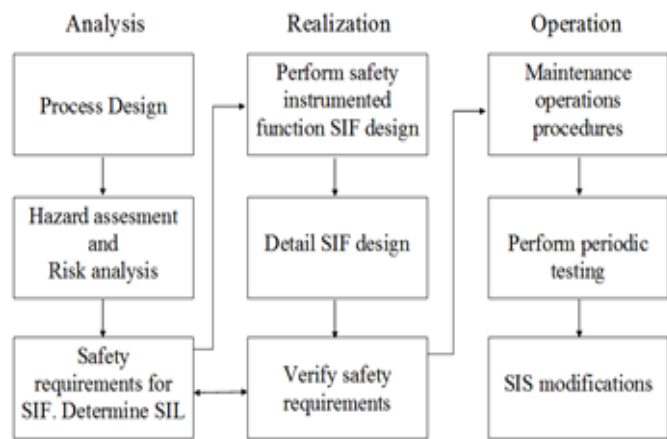 Analysis
Process Design
Hazard assesment
and
Risk analysis
Safety
requirements for
SIF. Determine SIL
Realization
Perform safety
instrumented
function SIF design
Detail SIF design
Verify safety
requirements
Operation
Maintenance
operations
procedures
Perform periodic
testing
SIS modifications